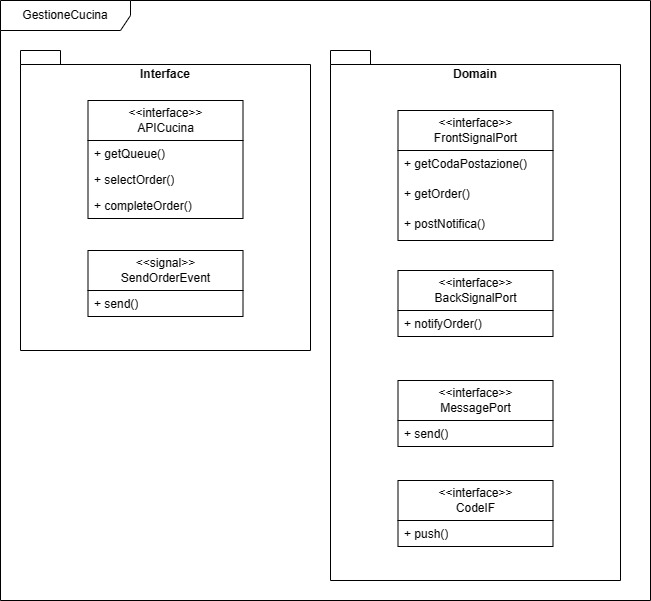 GestioneCucina
Interface
<<interface>>
APICucina
+ getQueue()
+ selectOrder()
+ completeOrder()
<<signal>>
SendOrderEvent
+ send()
Domain
<<interface>>
FrontSignalPort
+ getCodaPostazione()
+ getOrder()
+ postNotifica()
<<interface>>
BackSignalPort
+ notifyOrder()
<<interface>>
MessagePort
+ send()
<<interface>>
CodeIF
+ push()